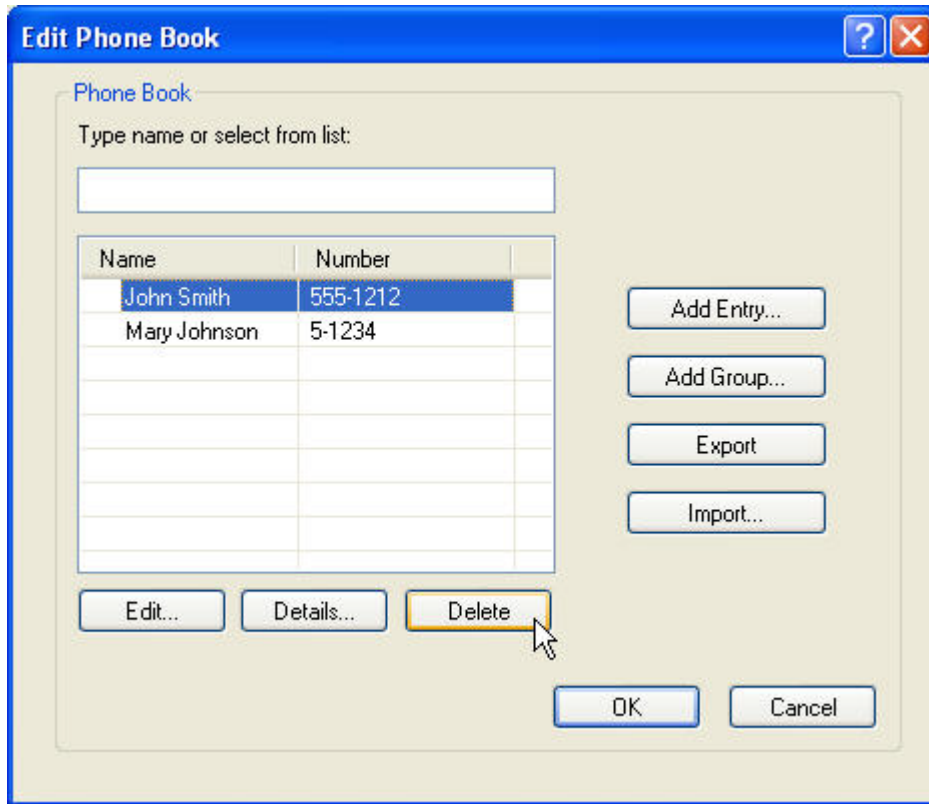 Edit Phone Book
Phone Book
Type name or select from list:
Name Number
John Smith 555-1212
Mary Johnson 5-1234
Add Entry...
Add Group...
Export
Import...
Edit... Details... Delete
OK Cancel